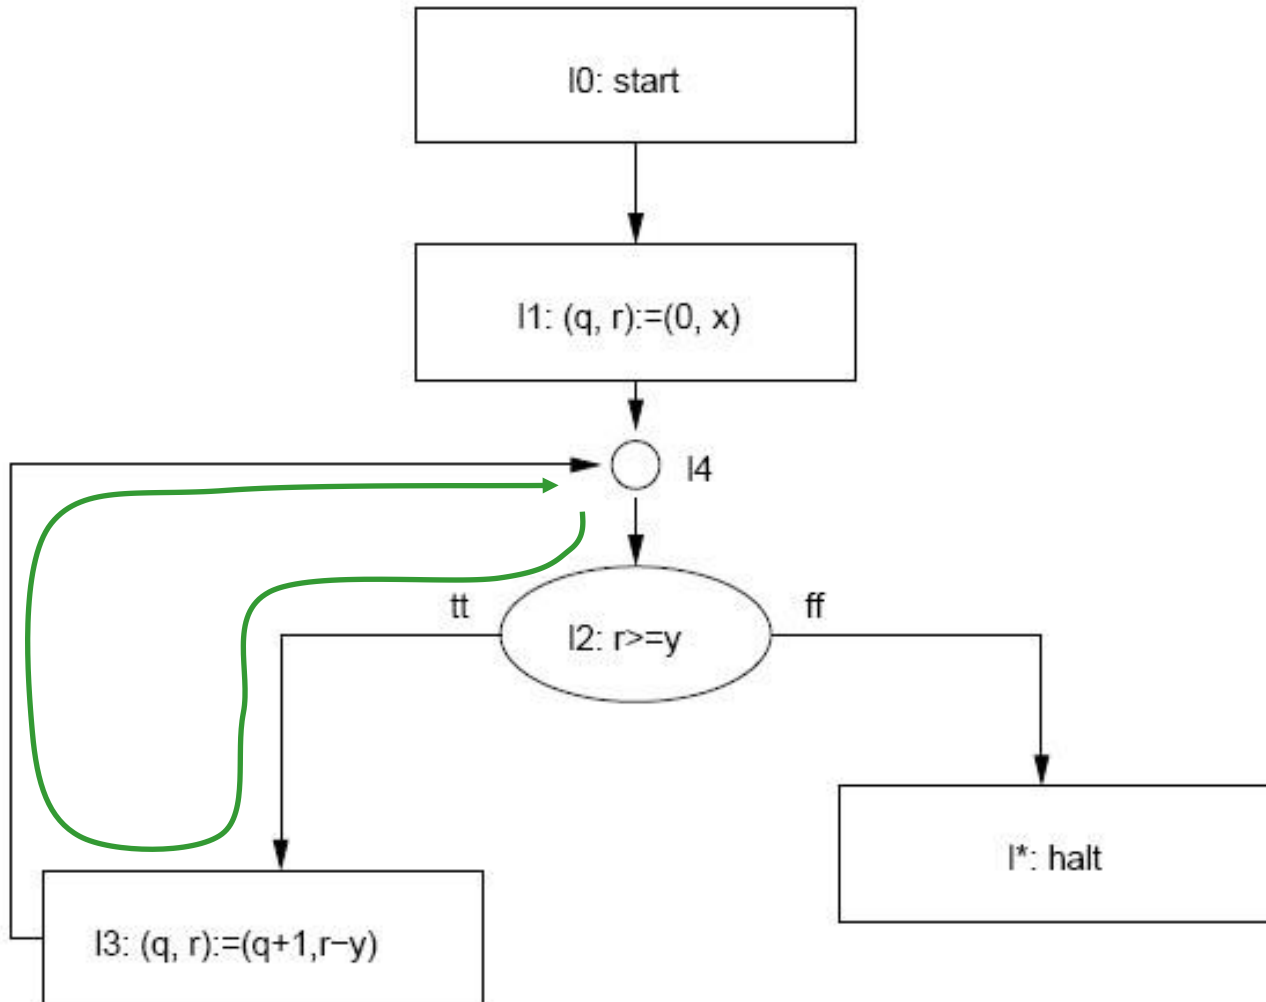 l0: start
l1: (q, r):=(0, x)
l4
tt
ff
l2: r>=y
l*: halt
l3: (q, r):=(q+1,r−y)